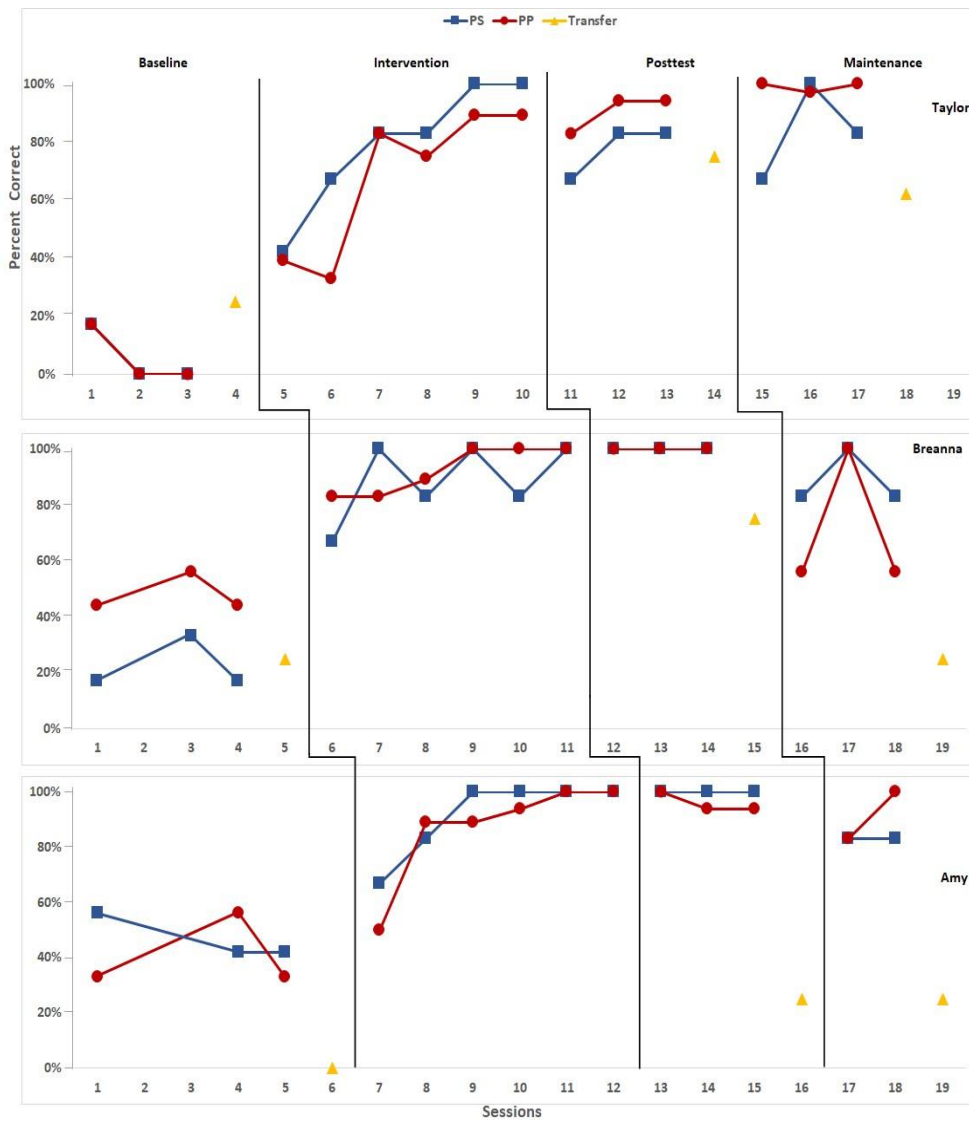 PS PP Transfer
Baseline Intervention Posttest Maintenance
Percent Correct
100%
80%
60%
40%
20%
0%
Taylor
1 2 3 4 5 6 7 8 9 10 11 12 13 14 15 16 17 18 19
100%
80%
60%
40%
20%
0%
Breanna
1 2 3 4 5 6 7 8 9 10 11 12 13 14 15 16 17 18 19
100%
80%
60%
40%
20%
0%
Amy
1 2 3 4 5 6 7 8 9 10 11 12 13 14 15 16 17 18 19
Sessions